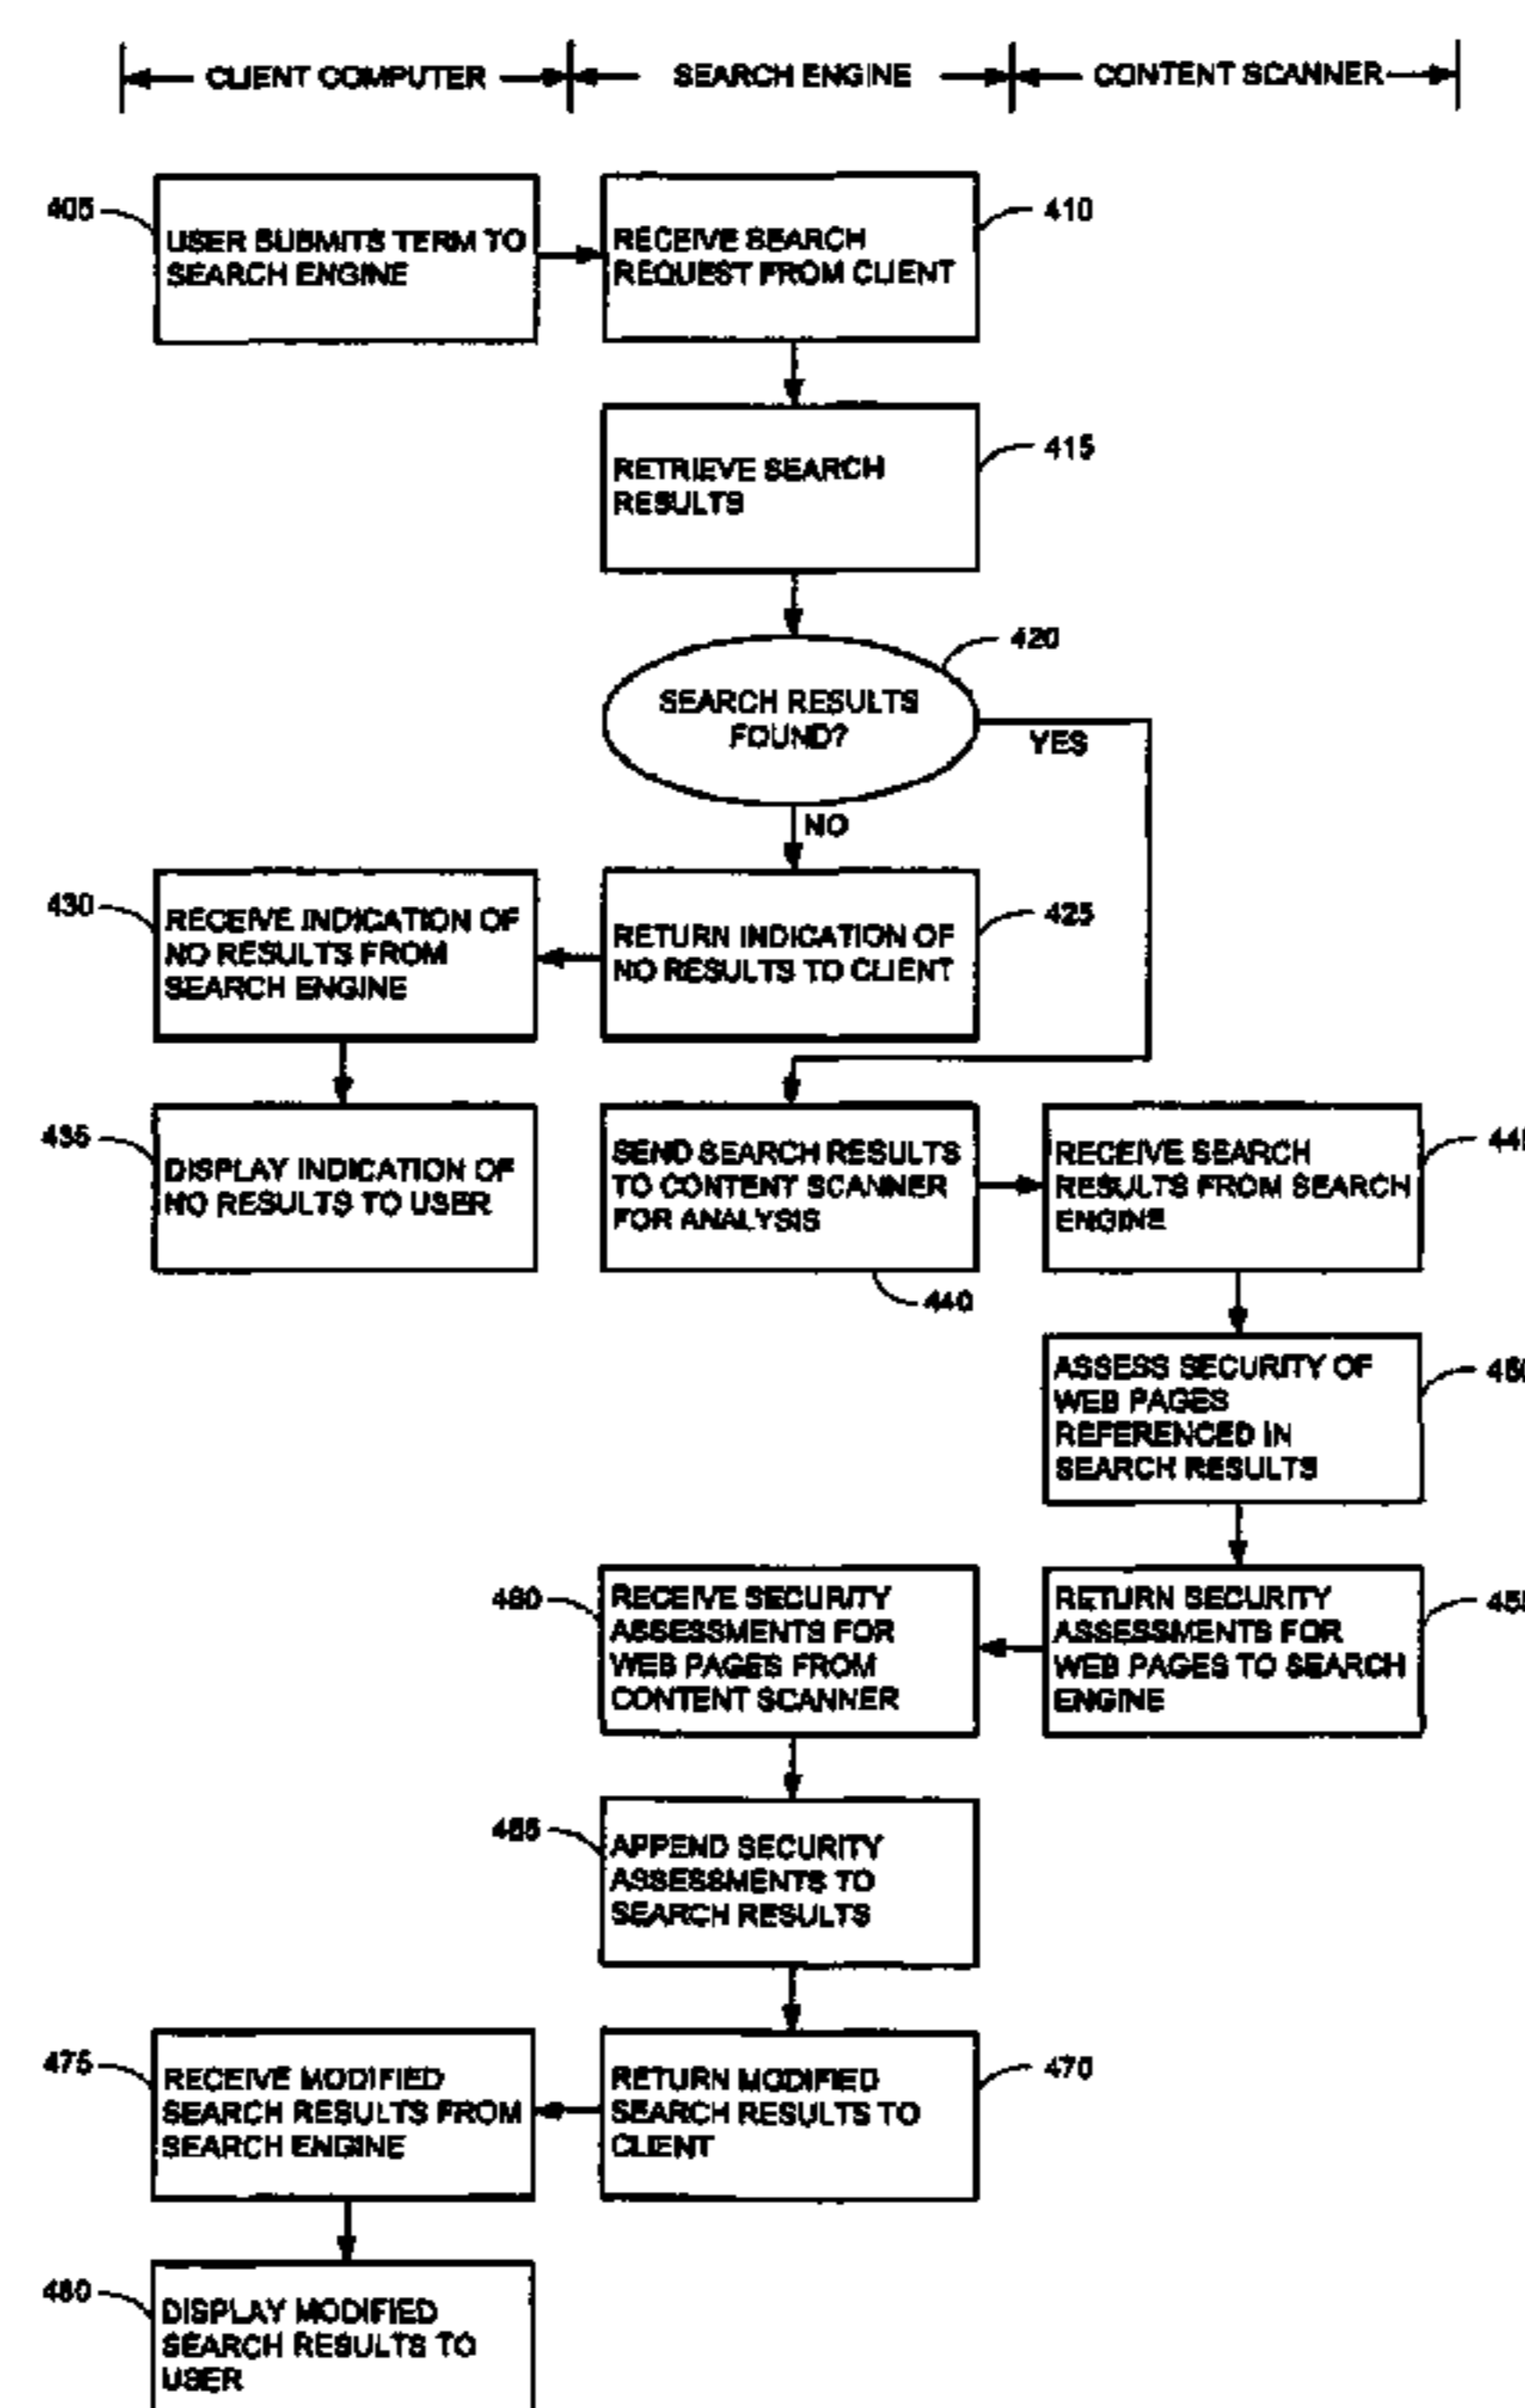 CLIENT COMPUTER
SEARCH ENGINE
CONTENT SCANNER
405
USER SUBMITS TERM TO
SEARCH ENGINE
RECEIVE SEARCH
REQUEST FROM CLIENT
410
RETRIEVE SEARCH
RESULTS
415
420
SEARCH RESULTS
FOUND?
YES
NO
430
RECEIVE INDICATION OF
NO RESULTS FROM
SEARCH ENGINE
RETURN INDICATION OF
NO RESULTS TO CLIENT
425
435
DISPLAY INDICATION OF
NO RESULTS TO USER
SEND SEARCH RESULTS
TO CONTENT SCANNER
FOR ANALYSIS
440
RECEIVE SEARCH
RESULTS FROM SEARCH
ENGINE
ASSESS SECURITY OF
WEB PAGES
REFERENCED IN
SEARCH RESULTS
460
RECEIVE SECURITY
ASSESSMENTS FOR
WEB PAGES FROM
CONTENT SCANNER
RETURN SECURITY
ASSESSMENTS FOR
WEB PAGES TO SEARCH
ENGINE
465
APPEND SECURITY
ASSESSMENTS TO
SEARCH RESULTS
475
RECEIVE MODIFIED
SEARCH RESULTS FROM
SEARCH ENGINE
RETURN MODIFIED
SEARCH RESULTS TO
CLIENT
470
480
DISPLAY MODIFIED
SEARCH RESULTS TO
USER